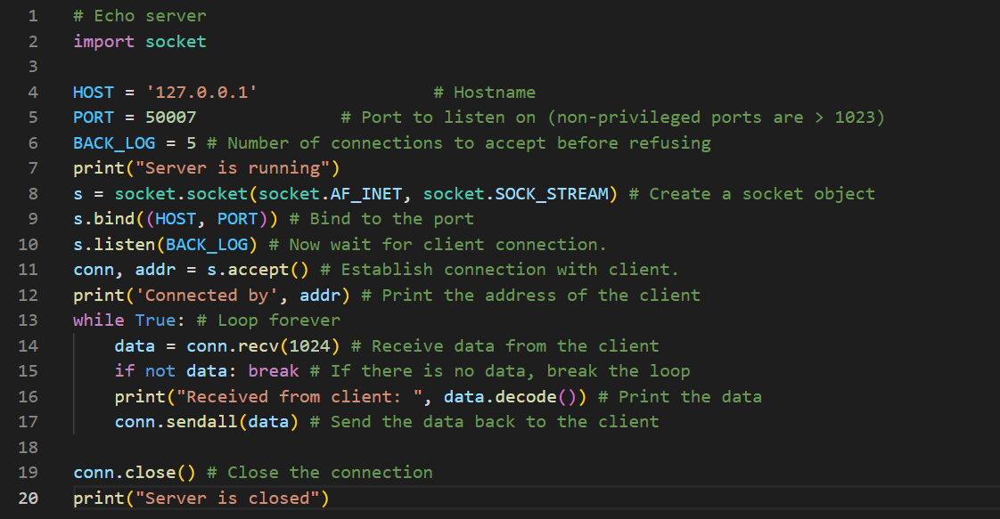 1 # Echo server
2 import socket
3
4 HOST = '127.0.0.1'                 # Hostname
5 PORT = 50007              # Port to listen on (non-privileged ports are > 1023)
6 BACK_LOG = 5 # Number of connections to accept before refusing
7 print("Server is running")
8 s = socket.socket(socket.AF_INET, socket.SOCK_STREAM) # Create a socket object
9 s.bind((HOST, PORT)) # Bind to the port
10 s.listen(BACK_LOG) # Now wait for client connection.
11 conn, addr = s.accept() # Establish connection with client.
12 print('Connected by', addr) # Print the address of the client
13 while True: # Loop forever
14     data = conn.recv(1024) # Receive data from the client
15     if not data: break # If there is no data, break the loop
16     print("Received from client: ", data.decode()) # Print the data
17     conn.sendall(data) # Send the data back to the client
18
19 conn.close() # Close the connection
20 print("Server is closed")